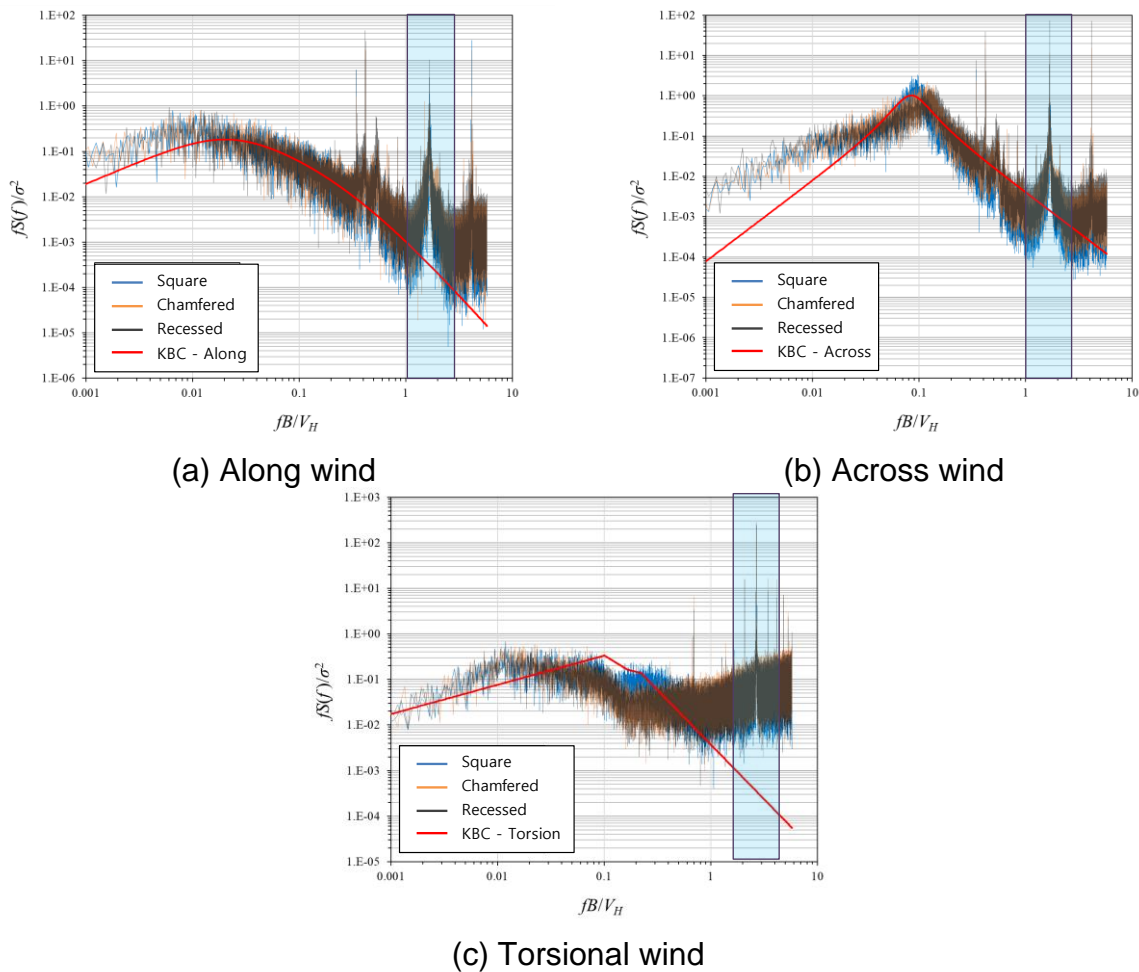 1.E+02
1.E+01
1.E+00
1.E-01
1.E-02
1.E-03
1.E-04
1.E-05
1.E-06
fS(f)/σ²
Square
Chamfered
Recessed
KBC - Along
0.001 0.01 0.1 1 10
fB/V_H
(a) Along wind
1.E+02
1.E+01
1.E+00
1.E-01
1.E-02
1.E-03
1.E-04
1.E-05
1.E-06
1.E-07
fS(f)/σ²
Square
Chamfered
Recessed
KBC - Across
0.001 0.01 0.1 1 10
fB/V_H
(b) Across wind
1.E+03
1.E+02
1.E+01
1.E+00
1.E-01
1.E-02
1.E-03
1.E-04
1.E-05
fS(f)/σ²
Square
Chamfered
Recessed
KBC - Torsion
0.001 0.01 0.1 1 10
fB/V_H
(c) Torsional wind